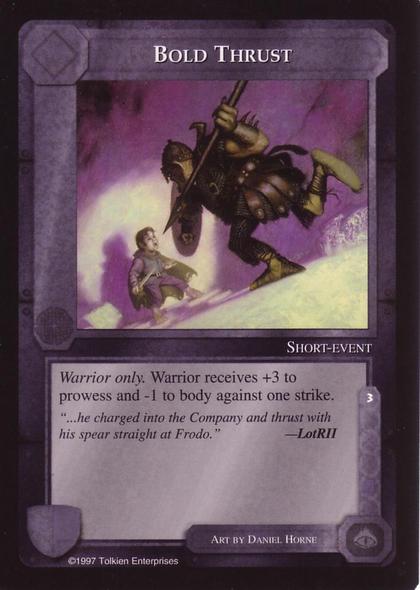 BOLD THRUST
SHORT-EVENT
Warrior only. Warrior receives +3 to
prowess and -1 to body against one strike.
“...he charged into the Company and thrust with
his spear straight at Frodo.” —LotRII
3
ART BY DANIEL HORNE
©1997 Tolkien Enterprises